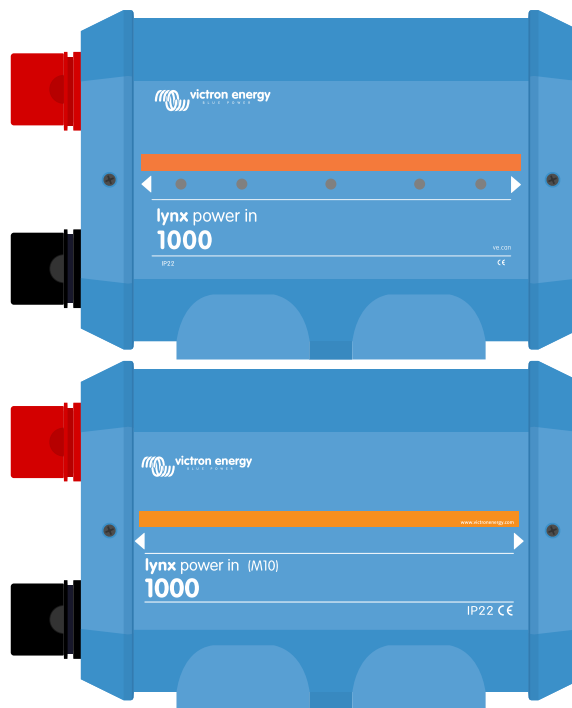 victron energy
BLUE POWER
lynx power in
1000
ve.can
IP22 CE
victron energy
BLUE POWER
www.victronenergy.com
lynx power in (M10)
1000
IP22 CE